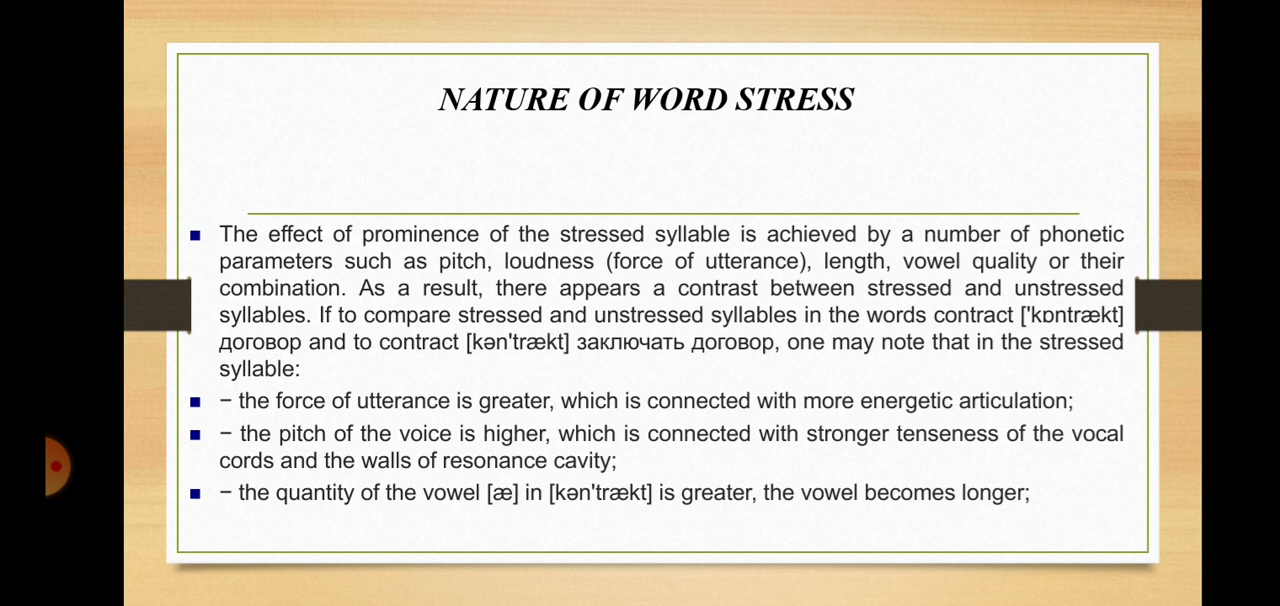 NATURE OF WORD STRESS
The effect of prominence of the stressed syllable is achieved by a number of phonetic
parameters such as pitch, loudness (force of utterance), length, vowel quality or their
combination. As a result, there appears a contrast between stressed and unstressed
syllables. If to compare stressed and unstressed syllables in the words contract ['kɒntrækt]
договор and to contract [kən'trækt] заключать договор, one may note that in the stressed
syllable:
− the force of utterance is greater, which is connected with more energetic articulation;
− the pitch of the voice is higher, which is connected with stronger tenseness of the vocal
cords and the walls of resonance cavity;
− the quantity of the vowel [æ] in [kən'trækt] is greater, the vowel becomes longer;